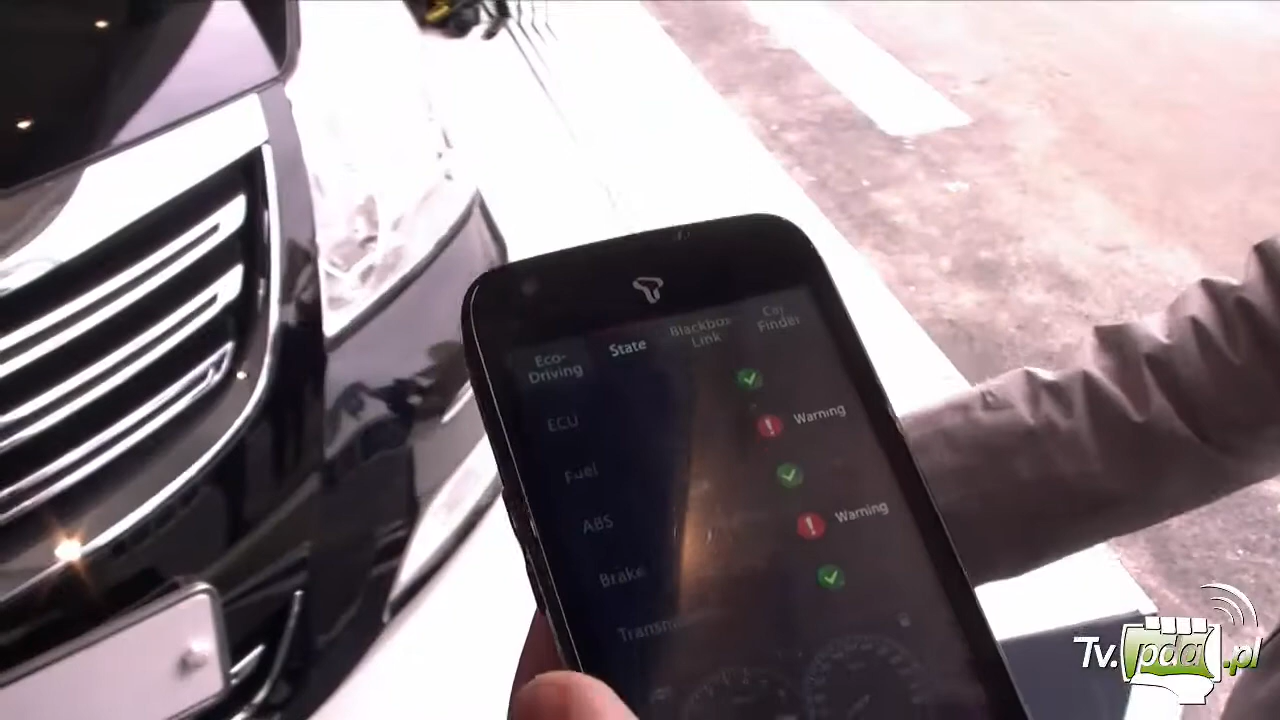 Eco-
Driving
State
Blackbox
Link
Car
Finder
ECU
Fuel
Warning
ABS
Brake
Warning
Tv.pda.pl